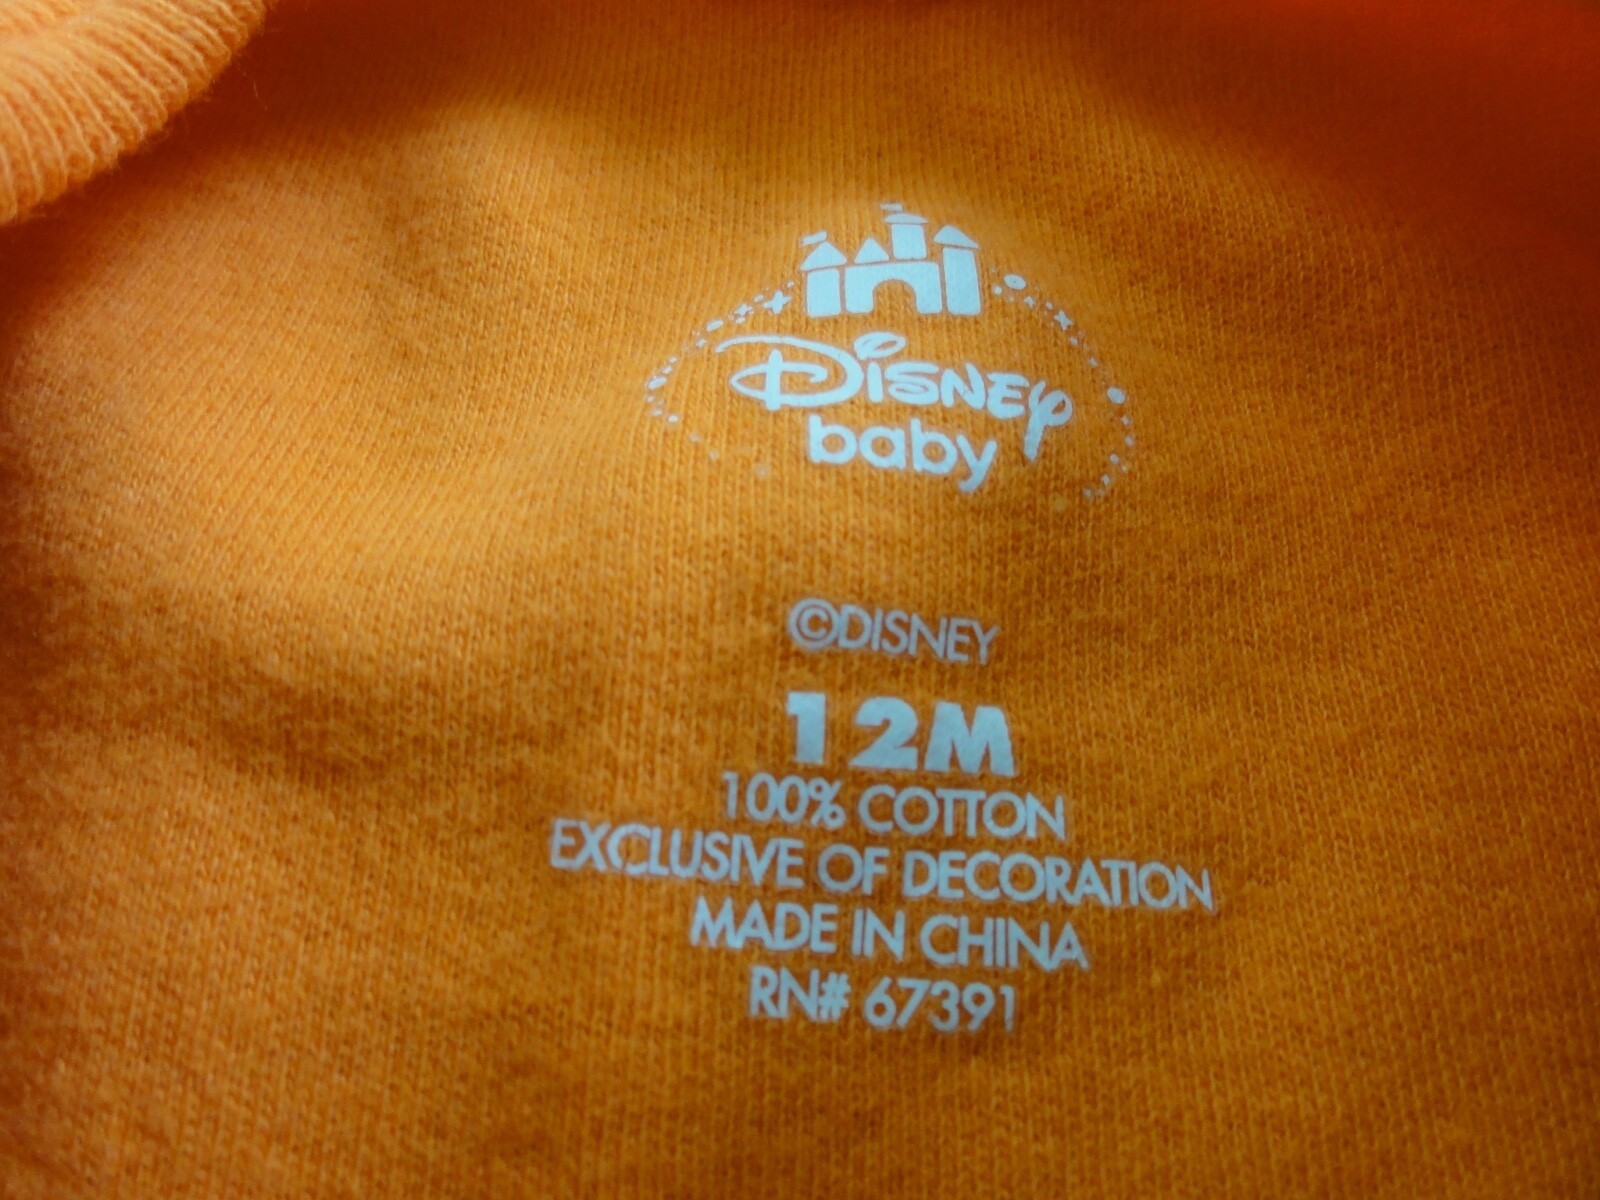 Disney
baby
©DISNEY
12M
100% COTTON
EXCLUSIVE OF DECORATION
MADE IN CHINA
RN# 67391